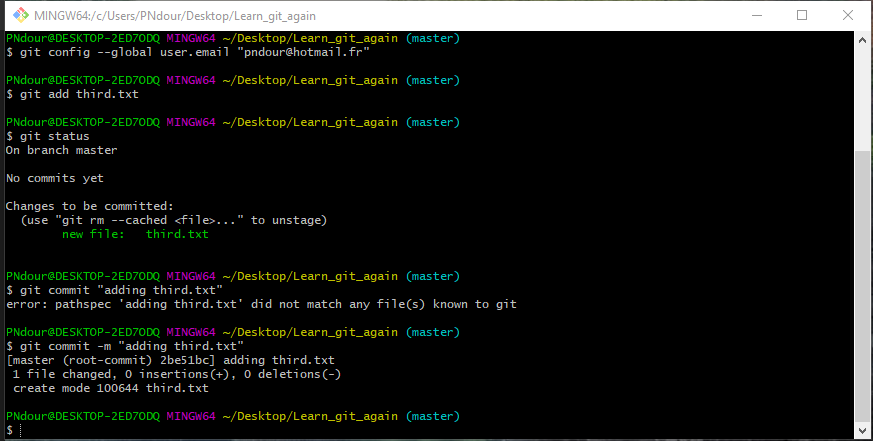 MINGW64:/c/Users/PNdour/Desktop/Learn_git_again
PNdour@DESKTOP-2ED7ODQ MINGW64 ~/Desktop/Learn_git_again (master)
$ git config --global user.email "pndour@hotmail.fr"
PNdour@DESKTOP-2ED7ODQ MINGW64 ~/Desktop/Learn_git_again (master)
$ git add third.txt
PNdour@DESKTOP-2ED7ODQ MINGW64 ~/Desktop/Learn_git_again (master)
$ git status
On branch master
No commits yet
Changes to be committed:
  (use "git rm --cached <file>..." to unstage)
        new file:   third.txt
PNdour@DESKTOP-2ED7ODQ MINGW64 ~/Desktop/Learn_git_again (master)
$ git commit "adding third.txt"
error: pathspec 'adding third.txt' did not match any file(s) known to git
PNdour@DESKTOP-2ED7ODQ MINGW64 ~/Desktop/Learn_git_again (master)
$ git commit -m "adding third.txt"
[master (root-commit) 2be51bc] adding third.txt
 1 file changed, 0 insertions(+), 0 deletions(-)
 create mode 100644 third.txt
PNdour@DESKTOP-2ED7ODQ MINGW64 ~/Desktop/Learn_git_again (master)
$